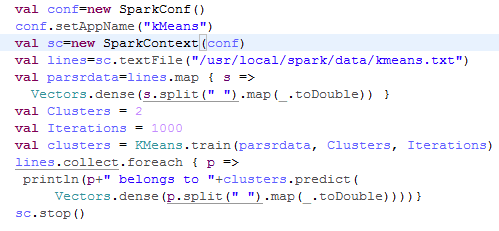 val conf=new SparkConf()
conf.setAppName("kMeans")
val sc=new SparkContext(conf)
val lines=sc.textFile("/usr/local/spark/data/kmeans.txt")
val parsrdata=lines.map { s =>
Vectors.dense(s.split(" ").map(_.toDouble)) }
val Clusters = 2
val Iterations = 1000
val clusters = KMeans.train(parsrdata, Clusters, Iterations)
lines.collect.foreach { p =>
println(p+" belongs to "+clusters.predict(
Vectors.dense(p.split(" ").map(_.toDouble))))}
sc.stop()